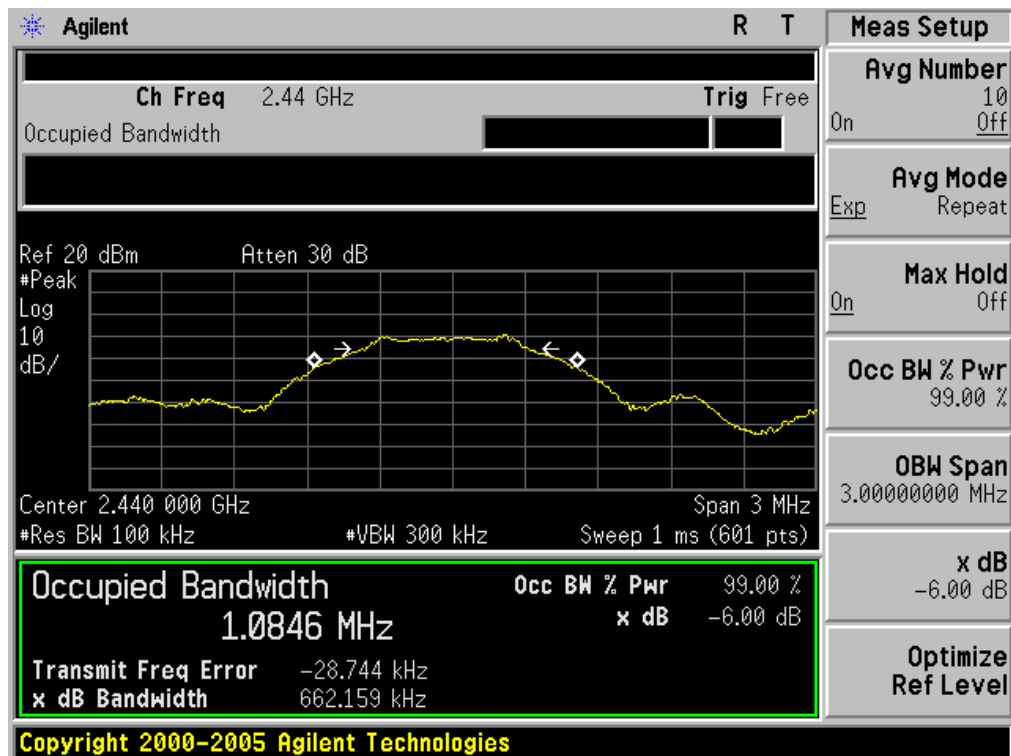 Agilent R T
Ch Freq 2.44 GHz Trig Free
Occupied Bandwidth
Ref 20 dBm Atten 30 dB
#Peak
Log
10
dB/
Center 2.440 000 GHz Span 3 MHz
#Res BW 100 kHz #VBW 300 kHz Sweep 1 ms (601 pts)
Occupied Bandwidth Occ BW % Pwr 99.00 %
1.0846 MHz x dB -6.00 dB
Transmit Freq Error -28.744 kHz
x dB Bandwidth 662.159 kHz
Copyright 2000-2005 Agilent Technologies
Meas Setup
Avg Number
10
On Off
Avg Mode
Exp Repeat
Max Hold
On Off
Occ BW % Pwr
99.00 %
OBW Span
3.00000000 MHz
x dB
-6.00 dB
Optimize
Ref Level